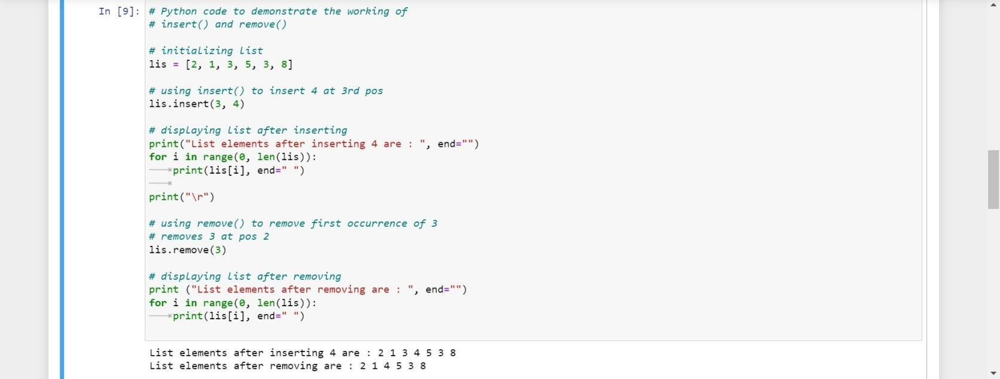 In [9]: # Python code to demonstrate the working of
# insert() and remove()
# initializing list
lis = [2, 1, 3, 5, 3, 8]
# using insert() to insert 4 at 3rd pos
lis.insert(3, 4)
# displaying list after inserting
print("List elements after inserting 4 are : ", end="")
for i in range(0, len(lis)):
print(lis[i], end=" ")
print("\r")
# using remove() to remove first occurrence of 3
# removes 3 at pos 2
lis.remove(3)
# displaying list after removing
print ("List elements after removing are : ", end="")
for i in range(0, len(lis)):
print(lis[i], end=" ")
List elements after inserting 4 are : 2 1 3 4 5 3 8
List elements after removing are : 2 1 4 5 3 8